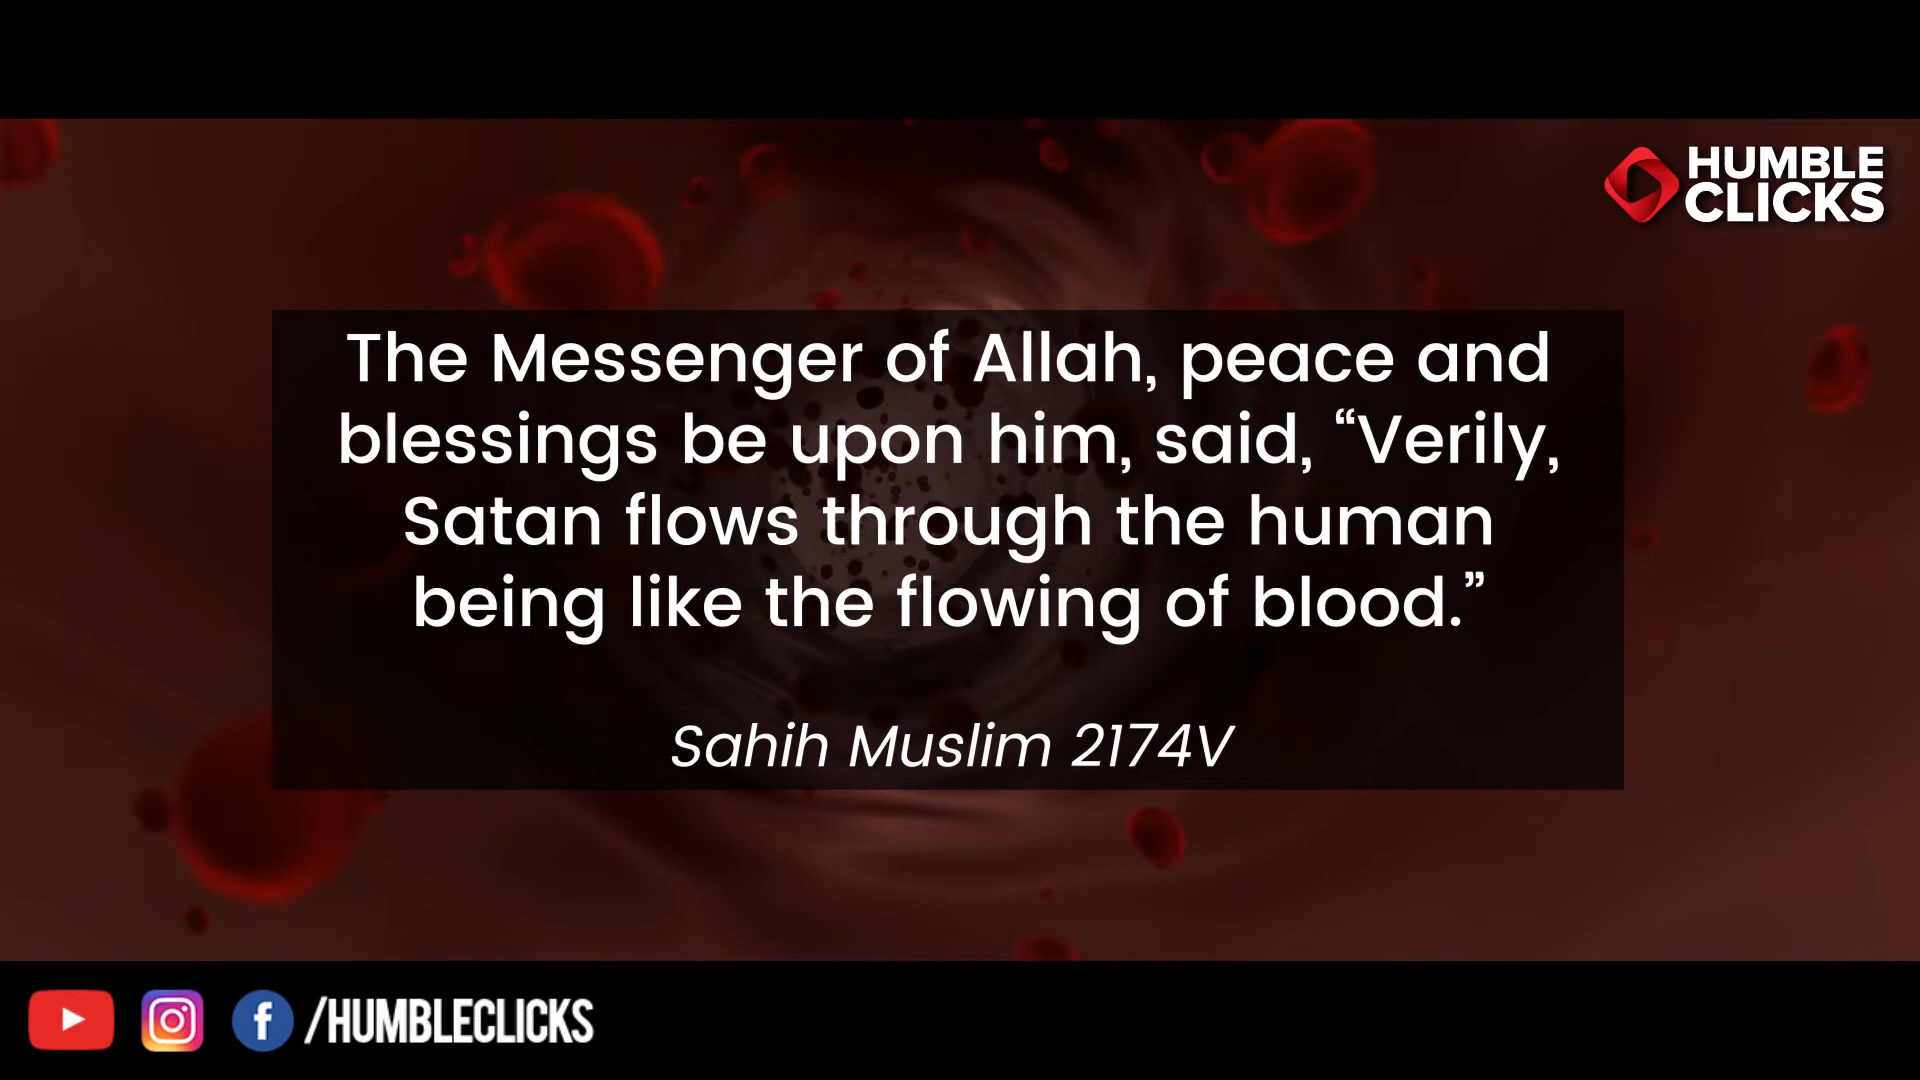 HUMBLE
CLICKS
The Messenger of Allah, peace and
blessings be upon him, said, “Verily,
Satan flows through the human
being like the flowing of blood.”
Sahih Muslim 2174V
/HUMBLECLICKS